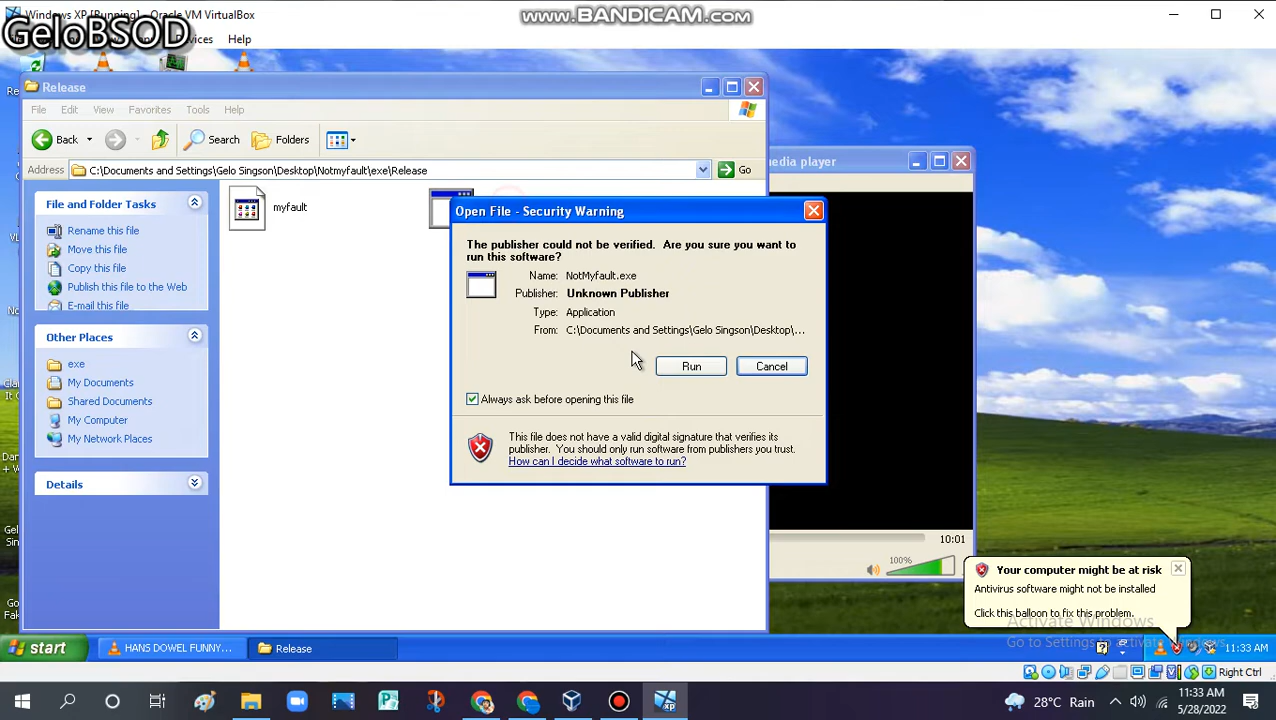 Windows XP [Running] - Oracle VM VirtualBox
www.BANDICAM.com
GeloBSOD
Devices Help
Release
File Edit View Favorites Tools Help
Back Search Folders
Address C:\Documents and Settings\Gelo Singson\Desktop\Notmyfault\exe\Release Go
edia player
File and Folder Tasks
Rename this file
Move this file
Copy this file
Publish this file to the Web
E-mail this file
Other Places
exe
My Documents
Shared Documents
My Computer
My Network Places
Details
myfault
Open File - Security Warning
The publisher could not be verified. Are you sure you want to
run this software?
Name: NotMyfault.exe
Publisher: Unknown Publisher
Type: Application
From: C:\Documents and Settings\Gelo Singson\Desktop\...
Run Cancel
Always ask before opening this file
This file does not have a valid digital signature that verifies its
publisher. You should only run software from publishers you trust.
How can I decide what software to run?
10:01
100%
Your computer might be at risk
Antivirus software might not be installed
Click this balloon to fix this problem.
Activate Windows
Go to Settings to activate Windows.
start HANS DOWEL FUNNY... Release 11:33 AM
Right Ctrl
28°C Rain
11:33 AM
5/28/2022